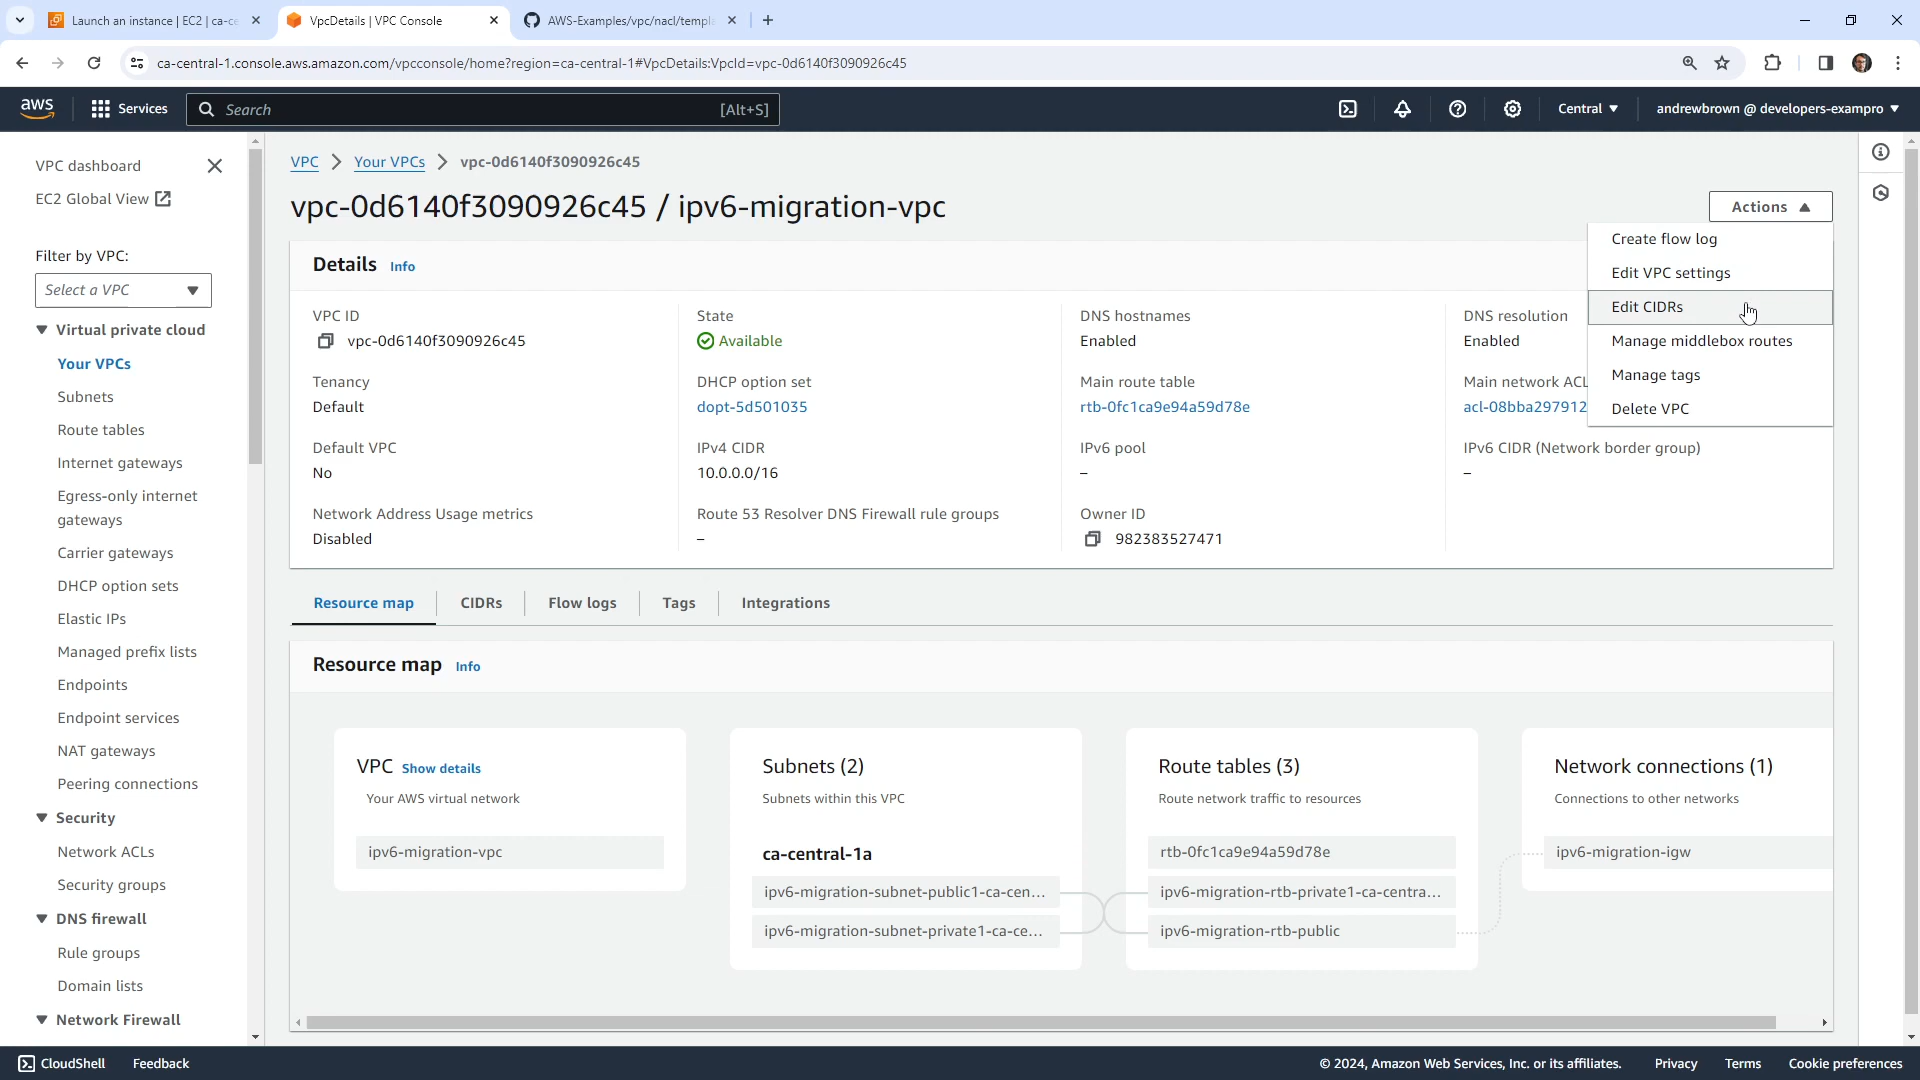 Launch an instance | EC2 | ca-ce
VpcDetails | VPC Console
AWS-Examples/vpc/nacl/templa
ca-central-1.console.aws.amazon.com/vpcconsole/home?region=ca-central-1#VpcDetails:VpcId=vpc-0d6140f3090926c45
aws
Services
Search
[Alt+S]
Central
andrewbrown @ developers-exampro
VPC dashboard
EC2 Global View
Filter by VPC:
Select a VPC
Virtual private cloud
Your VPCs
Subnets
Route tables
Internet gateways
Egress-only internet
gateways
Carrier gateways
DHCP option sets
Elastic IPs
Managed prefix lists
Endpoints
Endpoint services
NAT gateways
Peering connections
Security
Network ACLs
Security groups
DNS firewall
Rule groups
Domain lists
Network Firewall
VPC
Your VPCs
vpc-0d6140f3090926c45
vpc-0d6140f3090926c45 / ipv6-migration-vpc
Actions
Create flow log
Edit VPC settings
Edit CIDRs
Manage middlebox routes
Manage tags
Delete VPC
Details
Info
VPC ID
vpc-0d6140f3090926c45
State
Available
DNS hostnames
Enabled
DNS resolution
Enabled
Tenancy
Default
DHCP option set
dopt-5d501035
Main route table
rtb-0fc1ca9e94a59d78e
Main network ACL
acl-08bba297912
Default VPC
No
IPv4 CIDR
10.0.0.0/16
IPv6 pool
–
IPv6 CIDR (Network border group)
–
Network Address Usage metrics
Disabled
Route 53 Resolver DNS Firewall rule groups
–
Owner ID
982383527471
Resource map
CIDRs
Flow logs
Tags
Integrations
Resource map
Info
VPC
Show details
Your AWS virtual network
ipv6-migration-vpc
Subnets (2)
Subnets within this VPC
ca-central-1a
ipv6-migration-subnet-public1-ca-cen...
ipv6-migration-subnet-private1-ca-ce...
Route tables (3)
Route network traffic to resources
rtb-0fc1ca9e94a59d78e
ipv6-migration-rtb-private1-ca-centra...
ipv6-migration-rtb-public
Network connections (1)
Connections to other networks
ipv6-migration-igw
CloudShell
Feedback
© 2024, Amazon Web Services, Inc. or its affiliates.
Privacy
Terms
Cookie preferences